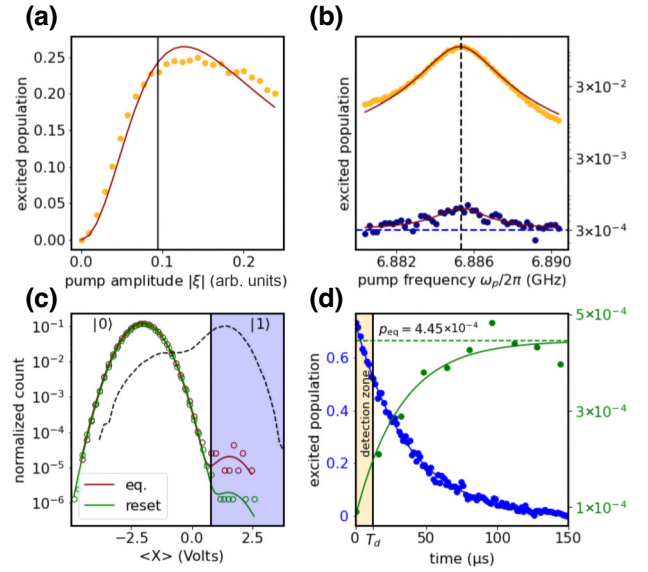 (a)
(b)
0.25
0.20
0.15
0.10
0.05
0.00
excited population
0.0
0.1
0.2
pump amplitude |ξ| (arb. units)
excited population
3×10⁻²
3×10⁻³
3×10⁻⁴
6.882
6.886
6.890
pump frequency ωₚ/2π (GHz)
(c)
(d)
|0⟩
|1⟩
10⁻¹
10⁻²
10⁻³
10⁻⁴
10⁻⁵
10⁻⁶
normalized count
eq.
reset
−2.5
0.0
2.5
<X> (Volts)
p_eq = 4.45×10⁻⁴
detection zone
0.6
0.4
0.2
0
excited population
5×10⁻⁴
3×10⁻⁴
1×10⁻⁴
0
T_d
50
100
150
time (μs)